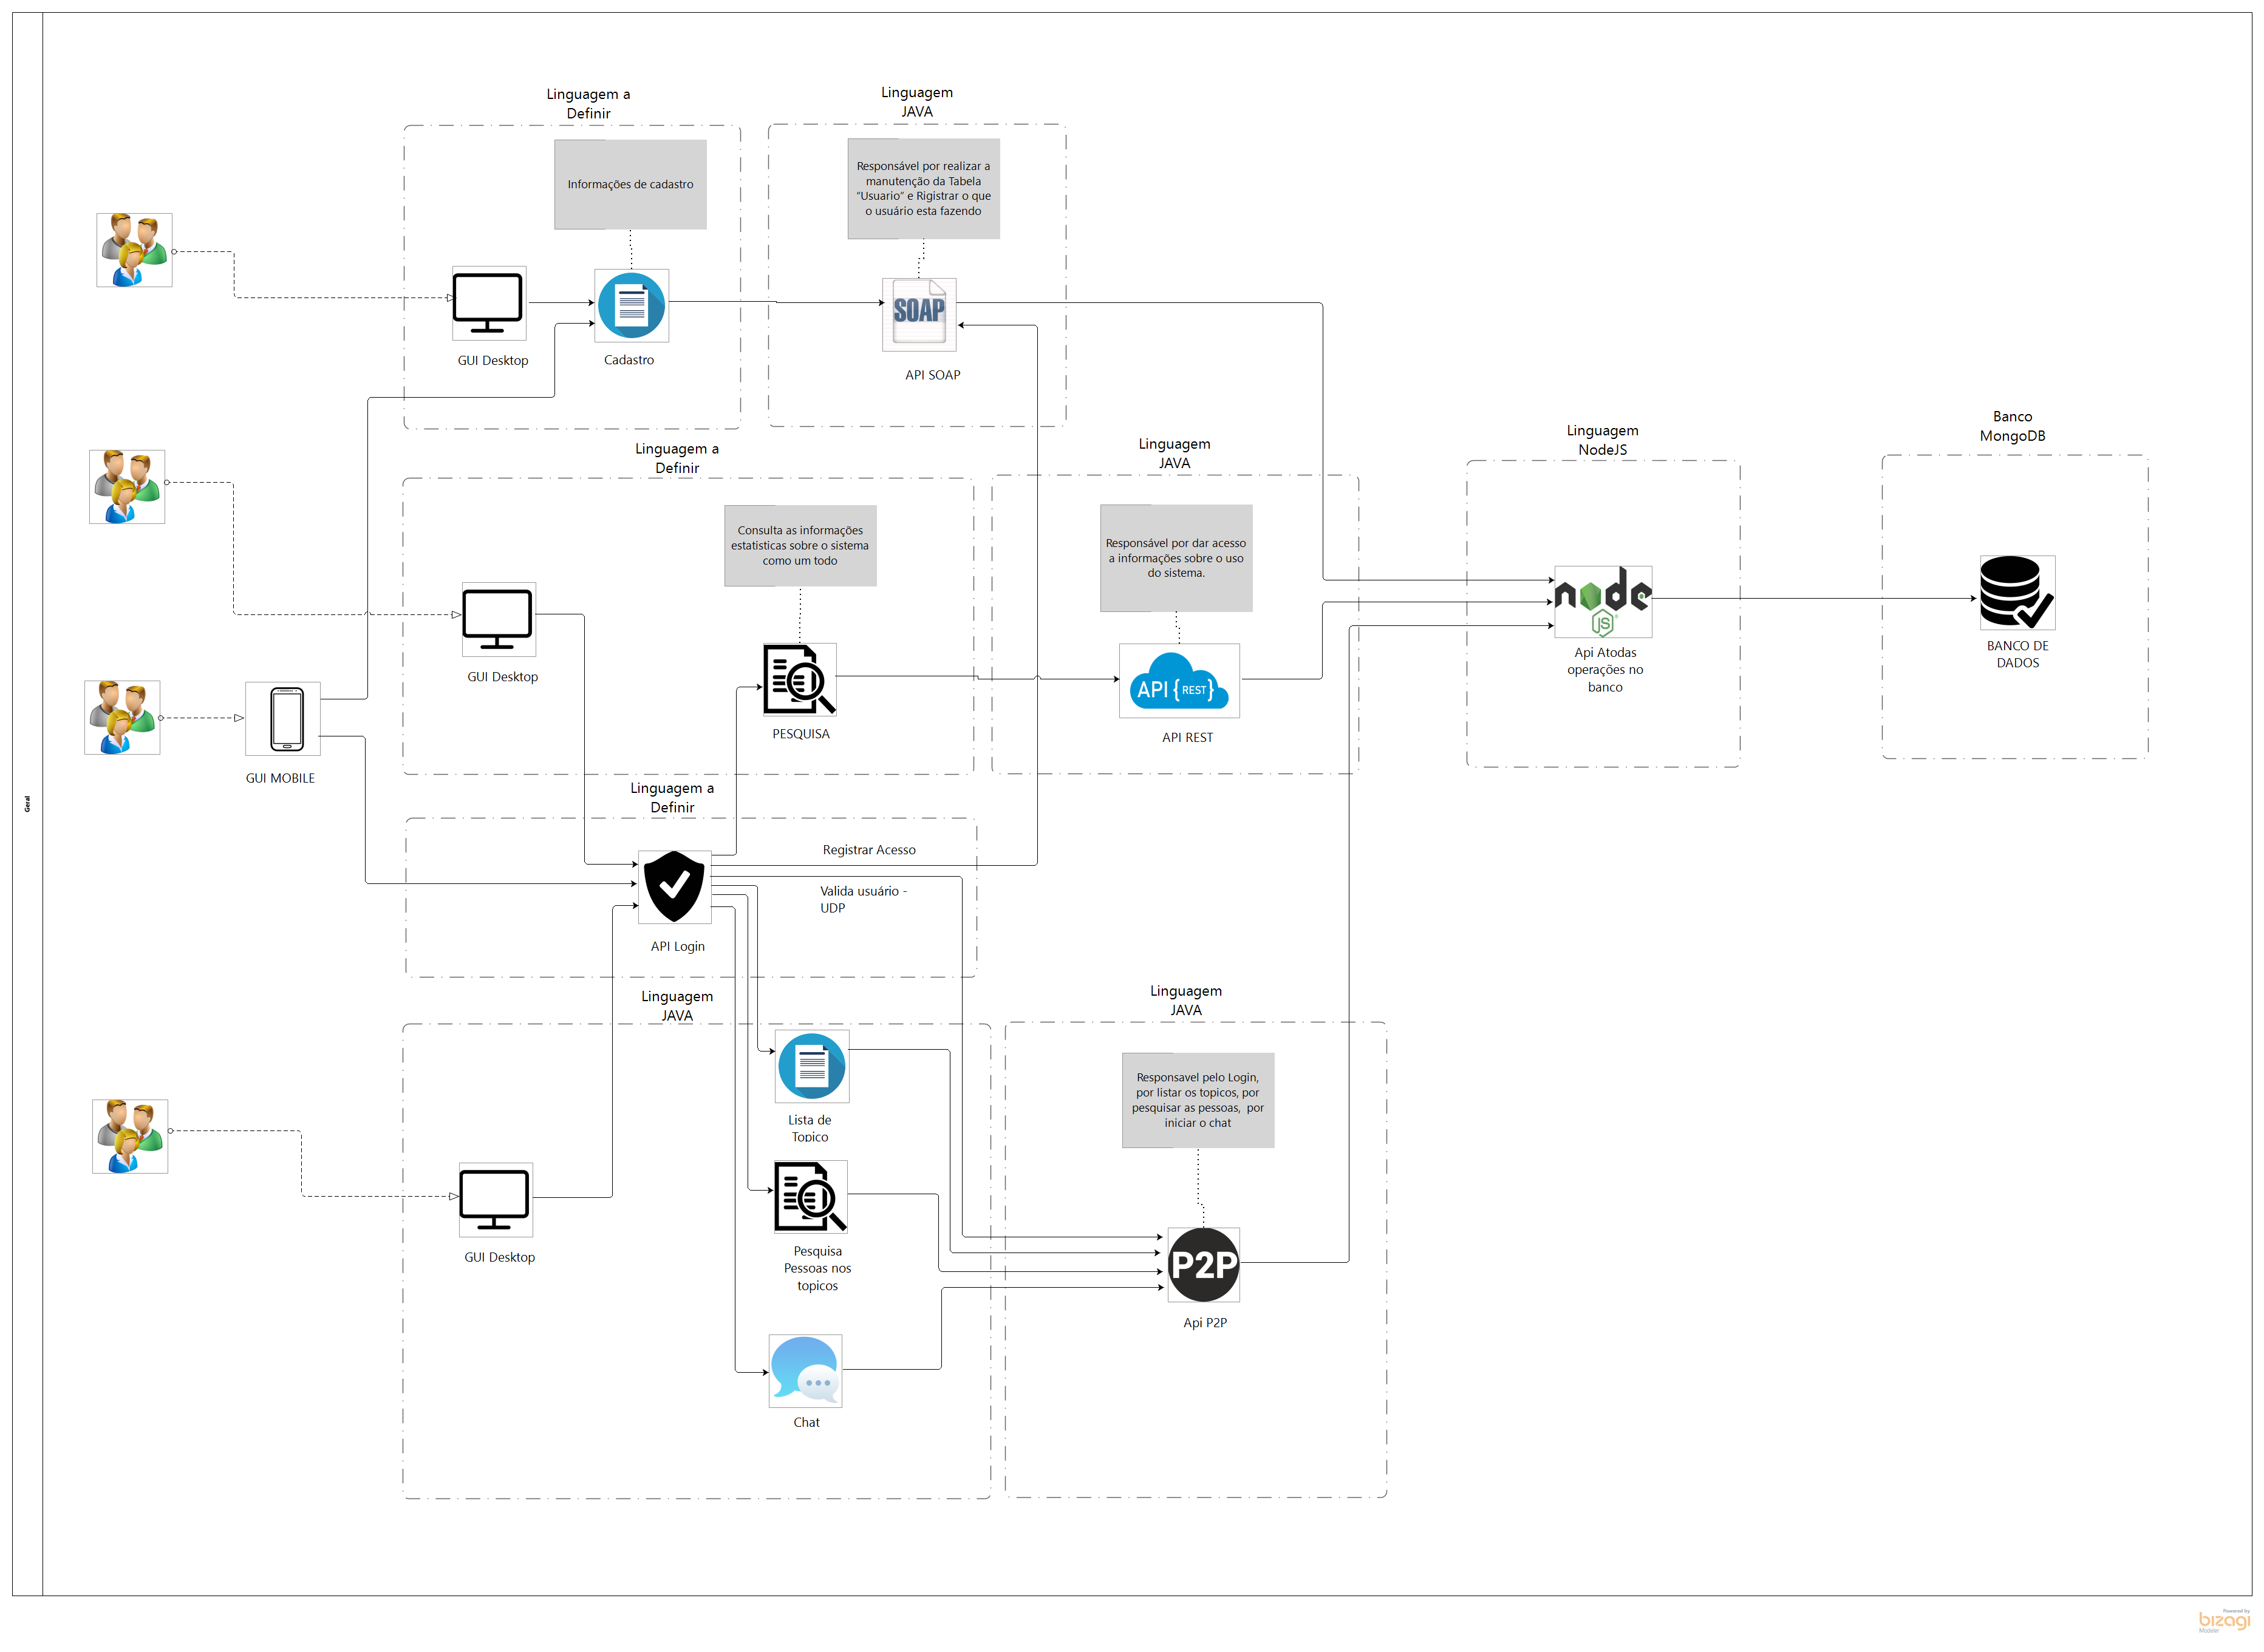 Linguagem a
Definir
Linguagem
JAVA
Informações de cadastro
Responsável por realizar a
manutenção da Tabela
“Usuario” e Rigistrar o que
o usuário esta fazendo
SOAP
GUI Desktop
Cadastro
API SOAP
Linguagem a
Definir
Linguagem
JAVA
Linguagem
NodeJS
Banco
MongoDB
Consulta as informações
estatisticas sobre o sistema
como um todo
Responsável por dar acesso
a informações sobre o uso
do sistema.
node
JS
GUI Desktop
API {REST}
PESQUISA
API REST
Api Atodas
operações no
banco
BANCO DE
DADOS
GUI MOBILE
Geral
Linguagem a
Definir
Registrar Acesso
Valida usuário -
UDP
API Login
Linguagem
JAVA
Linguagem
JAVA
Responsavel pelo Login,
por listar os topicos, por
pesquisar as pessoas,  por
iniciar o chat
Lista de
Topico
GUI Desktop
Pesquisa
Pessoas nos
topicos
P2P
Api P2P
Chat
Powered by
bizagi
Modeler